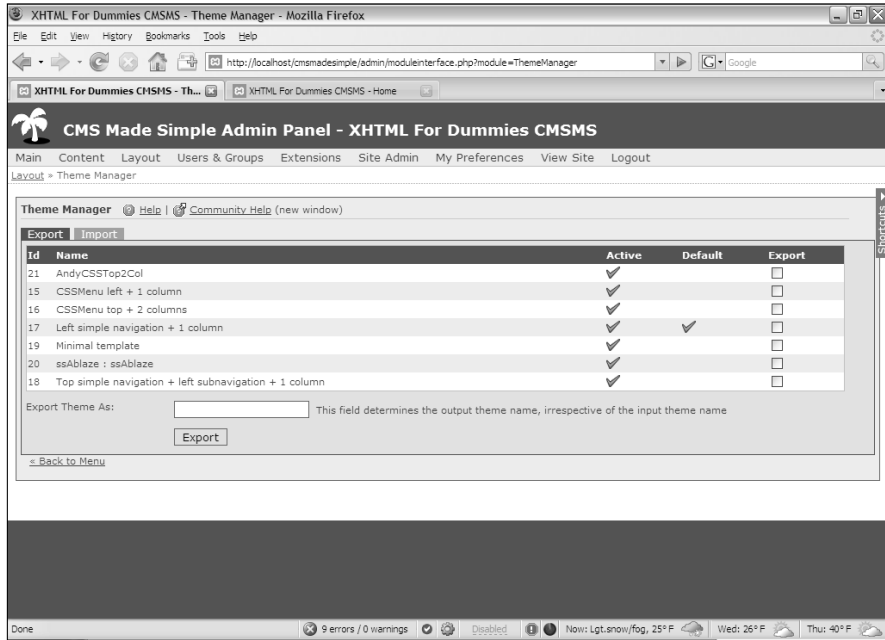 XHTML For Dummies CMSMS - Theme Manager - Mozilla Firefox
File Edit View History Bookmarks Tools Help
http://localhost/cmsmadesimple/admin/moduleinterface.php?module=ThemeManager G Google
XHTML For Dummies CMSMS - Th... XHTML For Dummies CMSMS - Home
CMS Made Simple Admin Panel - XHTML For Dummies CMSMS
Main Content Layout Users & Groups Extensions Site Admin My Preferences View Site Logout
Layout » Theme Manager
Shortcuts
Theme Manager Help | Community Help (new window)
Export Import
Id Name Active Default Export
21 AndyCSSTop2Col
15 CSSMenu left + 1 column
16 CSSMenu top + 2 columns
17 Left simple navigation + 1 column
19 Minimal template
20 ssAblaze : ssAblaze
18 Top simple navigation + left subnavigation + 1 column
Export Theme As: This field determines the output theme name, irrespective of the input theme name
Export
« Back to Menu
Done 9 errors / 0 warnings Disabled Now: Lgt.snow/fog, 25° F Wed: 26° F Thu: 40° F